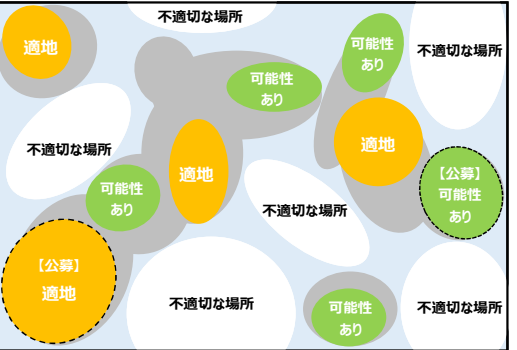 不適切な場所
適地
可能性
あり
不適切な場所
可能性
あり
不適切な場所
適地
適地
【公募】
可能性
あり
可能性
あり
不適切な場所
【公募】
適地
不適切な場所
可能性
あり
不適切な場所